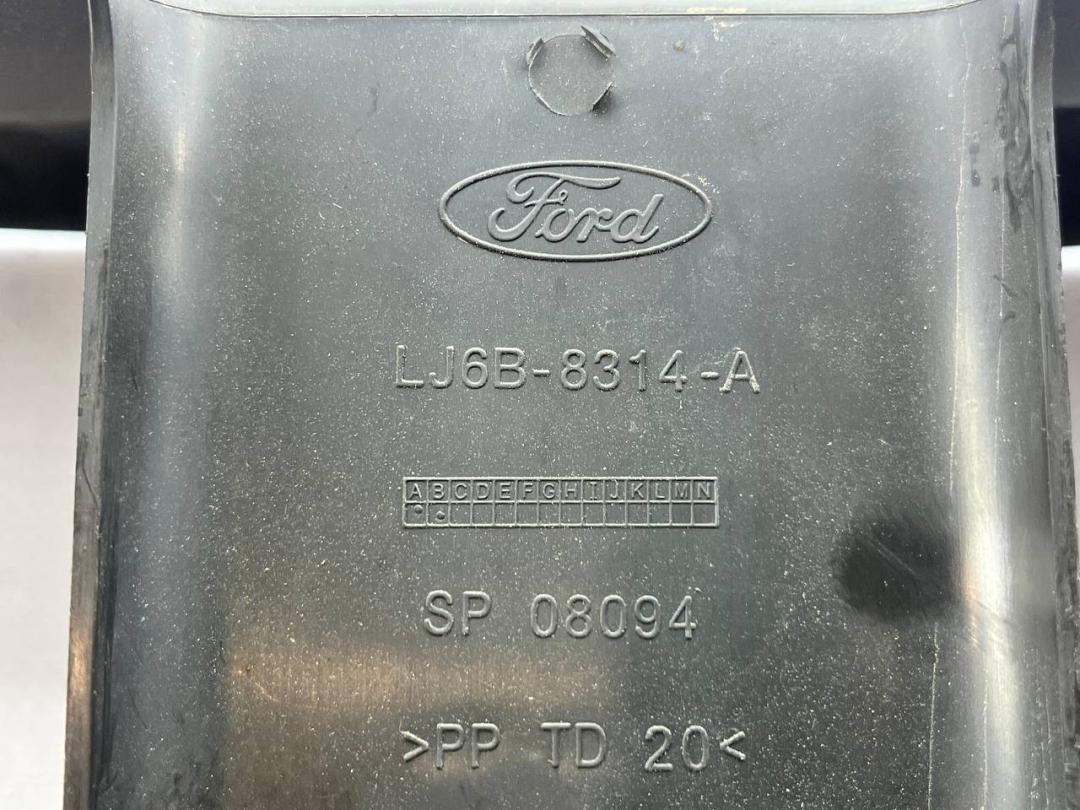 Ford
LJ6B-8314-A
ABCDEFGHIJKLMN
SP 08094
>PP TD 20<